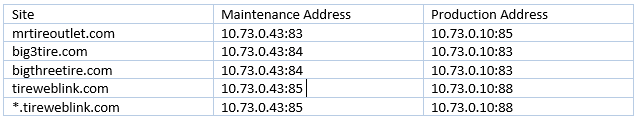 Site Maintenance Address Production Address
mrtireoutlet.com 10.73.0.43:83 10.73.0.10:85
big3tire.com 10.73.0.43:84 10.73.0.10:83
bigthreetire.com 10.73.0.43:84 10.73.0.10:83
tireweblink.com 10.73.0.43:85 10.73.0.10:88
*.tireweblink.com 10.73.0.43:85 10.73.0.10:88